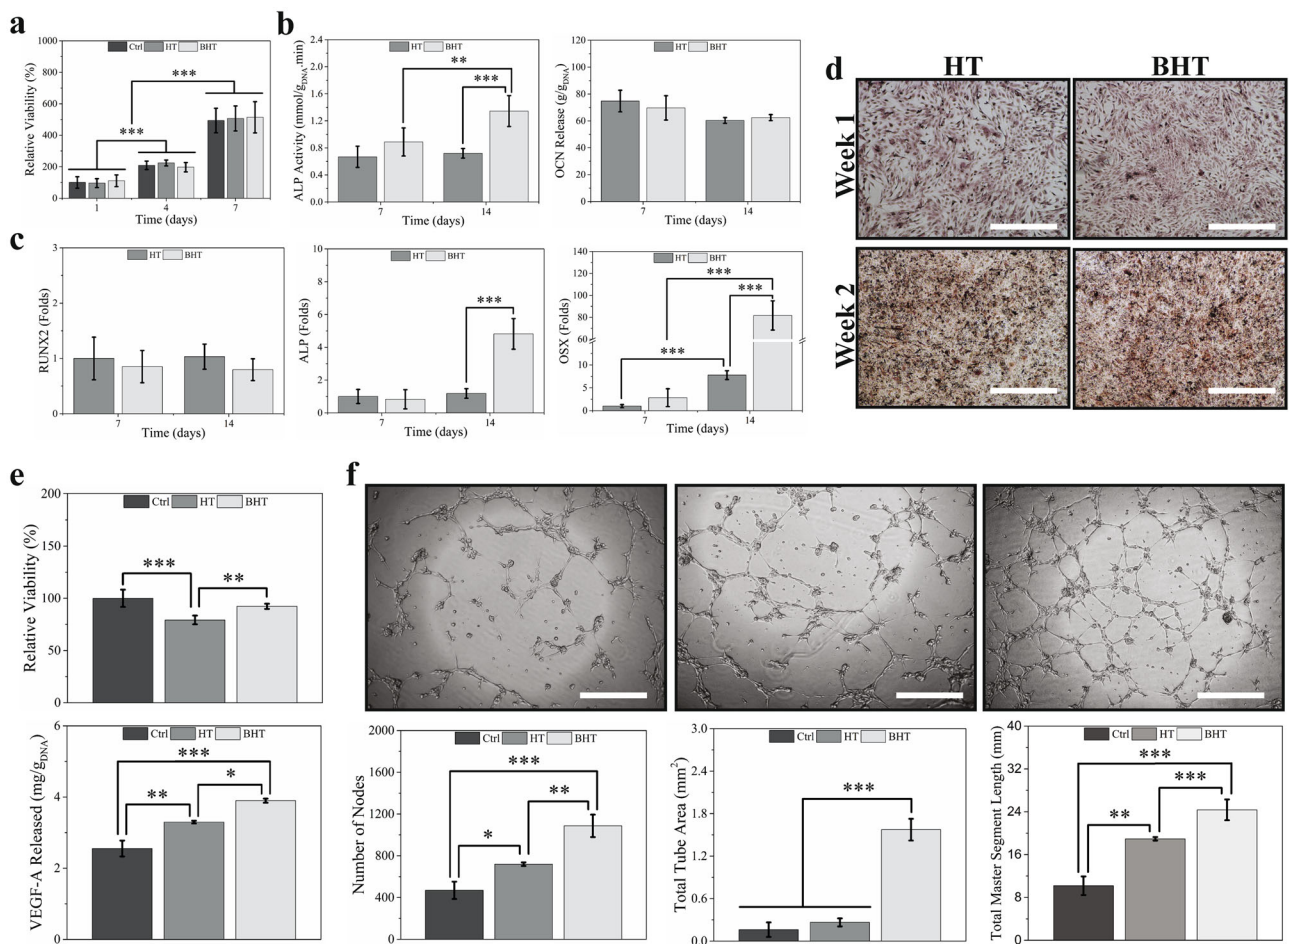 a
Ctrl HT BHT
Relative Viability (%)
1000
800
600
400
200
0
***
***
1 4 7
Time (days)
b
HT BHT
ALP Activity (mmol/gDNA.min)
2.4
2.0
1.6
1.2
0.8
0.4
0.0
**
***
7 14
Time (days)
HT BHT
OCN Release (g/gDNA)
120
100
80
60
40
20
0
7 14
Time (days)
c
HT BHT
RUNX2 (Folds)
3
2
1
0
7 14
Time (days)
HT BHT
ALP (Folds)
10
8
6
4
2
0
***
7 14
Time (days)
HT BHT
OSX (Folds)
140
120
100
80
60
10
5
0
***
***
***
7 14
Time (days)
d
HT BHT
Week 1
Week 2
e
Ctrl HT BHT
Relative Viability (%)
200
150
100
50
0
***
**
Ctrl HT BHT
VEGF-A Released (mg/gDNA)
6
4
2
0
***
**
*
f
Ctrl HT BHT
Number of Nodes
2000
1600
1200
800
400
0
***
**
*
Ctrl HT BHT
Total Tube Area (mm2)
3.0
2.4
1.8
1.2
0.6
0.0
***
Ctrl HT BHT
Total Master Segment Length (mm)
40
32
24
16
8
0
***
***
**